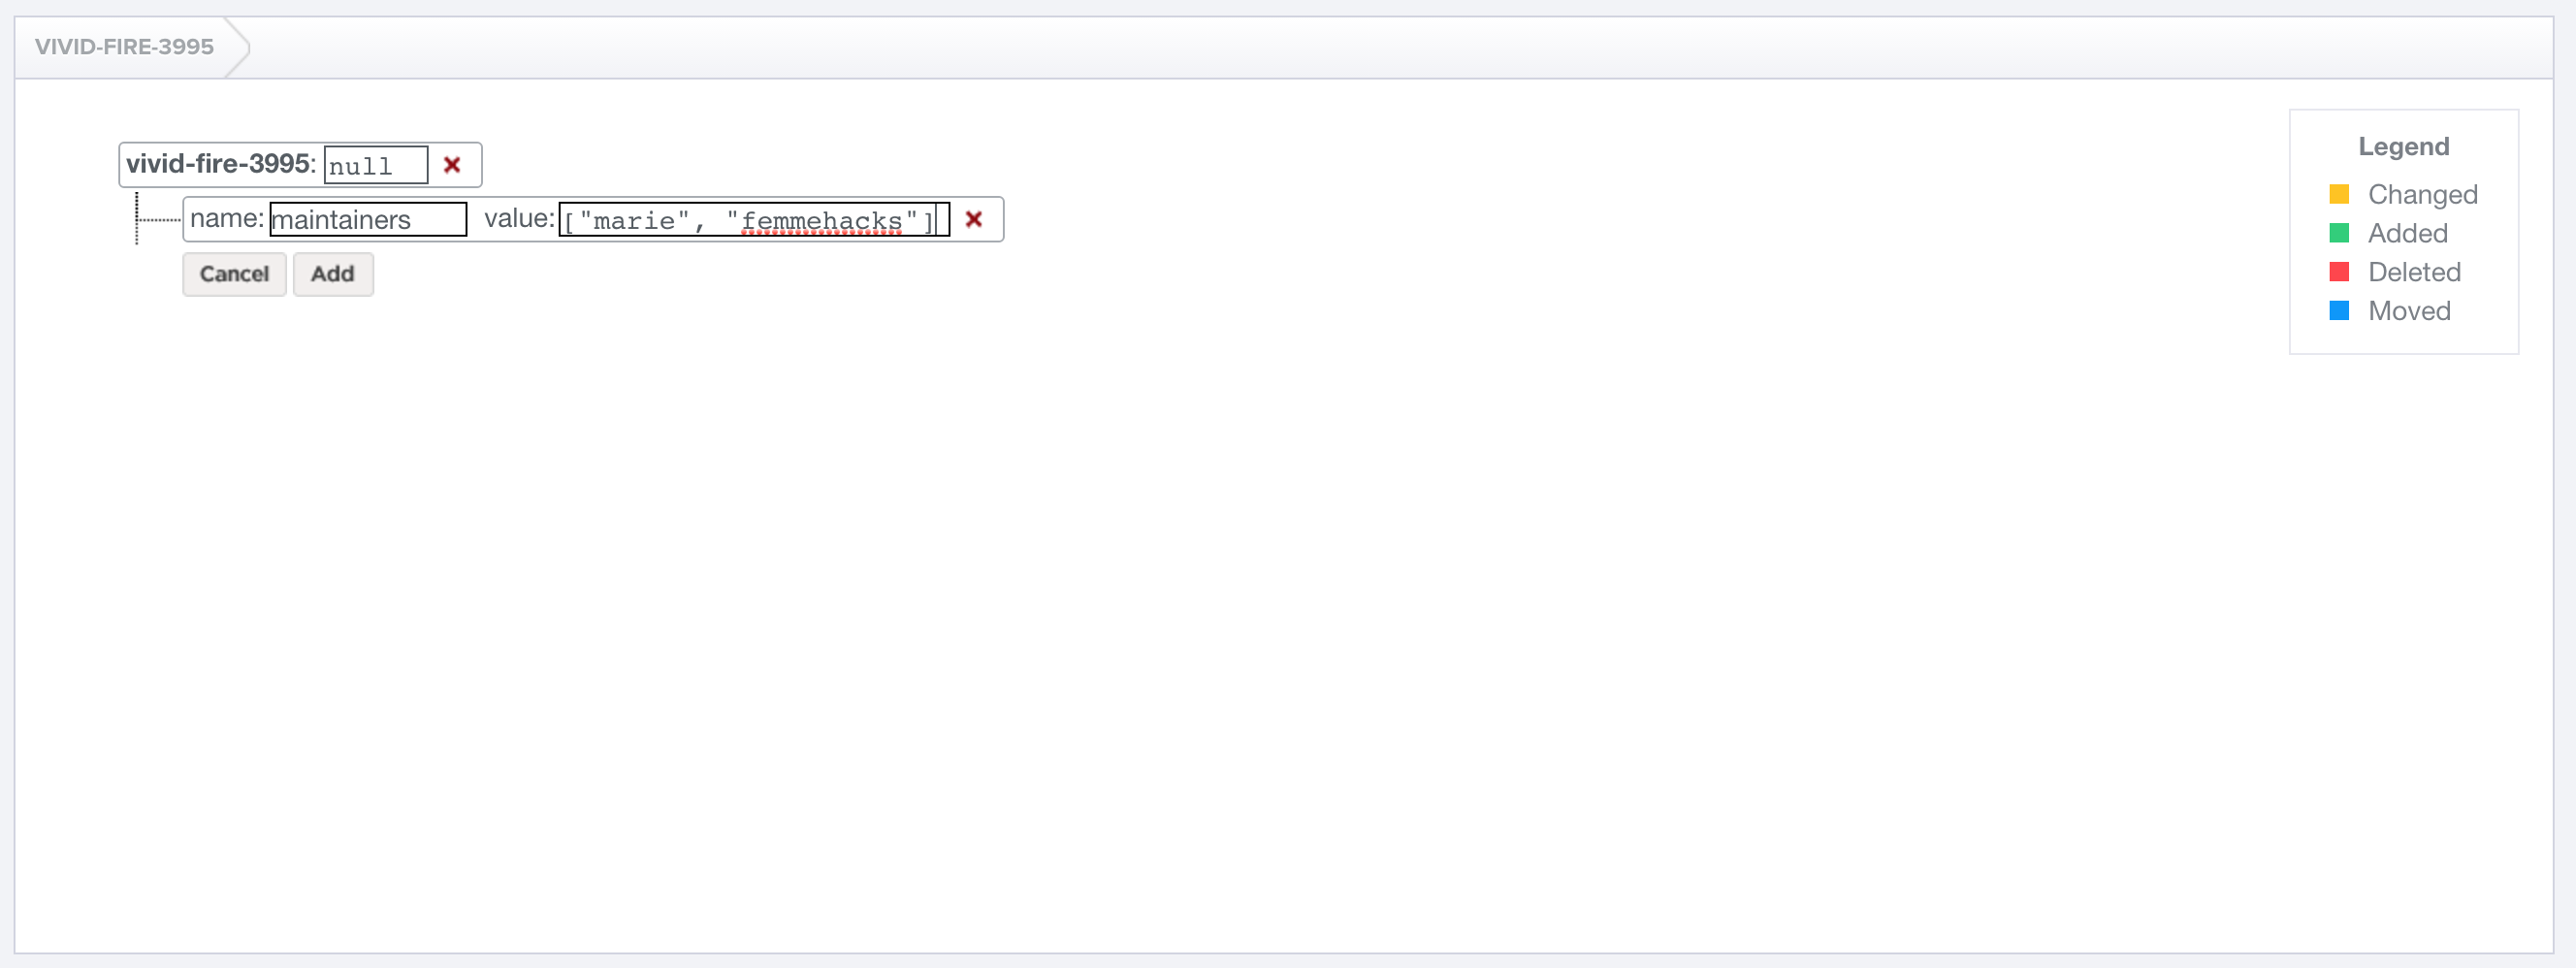 VIVID-FIRE-3995
vivid-fire-3995: null
name: maintainers value: ["marie", "femmehacks"]
Cancel Add
Legend
Changed
Added
Deleted
Moved